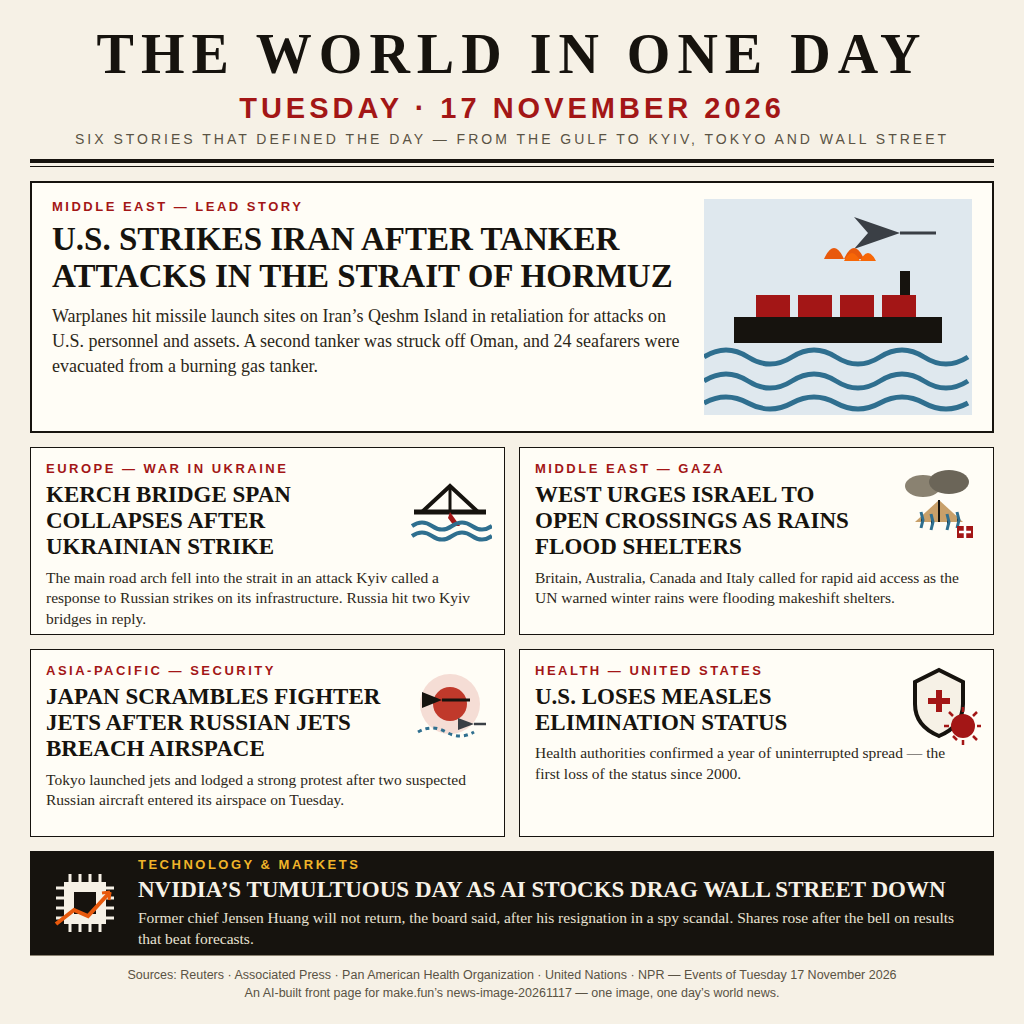 THE WORLD IN ONE DAY
TUESDAY · 17 NOVEMBER 2026
SIX STORIES THAT DEFINED THE DAY — FROM THE GULF TO KYIV, TOKYO AND WALL STREET
MIDDLE EAST — LEAD STORY
U.S. STRIKES IRAN AFTER TANKER
ATTACKS IN THE STRAIT OF HORMUZ
Warplanes hit missile launch sites on Iran’s Qeshm Island in retaliation for attacks on
U.S. personnel and assets. A second tanker was struck off Oman, and 24 seafarers were
evacuated from a burning gas tanker.
EUROPE — WAR IN UKRAINE
KERCH BRIDGE SPAN
COLLAPSES AFTER
UKRAINIAN STRIKE
The main road arch fell into the strait in an attack Kyiv called a
response to Russian strikes on its infrastructure. Russia hit two Kyiv
bridges in reply.
MIDDLE EAST — GAZA
WEST URGES ISRAEL TO
OPEN CROSSINGS AS RAINS
FLOOD SHELTERS
Britain, Australia, Canada and Italy called for rapid aid access as the
UN warned winter rains were flooding makeshift shelters.
ASIA-PACIFIC — SECURITY
JAPAN SCRAMBLES FIGHTER
JETS AFTER RUSSIAN JETS
BREACH AIRSPACE
Tokyo launched jets and lodged a strong protest after two suspected
Russian aircraft entered its airspace on Tuesday.
HEALTH — UNITED STATES
U.S. LOSES MEASLES
ELIMINATION STATUS
Health authorities confirmed a year of uninterrupted spread — the
first loss of the status since 2000.
TECHNOLOGY & MARKETS
NVIDIA’S TUMULTUOUS DAY AS AI STOCKS DRAG WALL STREET DOWN
Former chief Jensen Huang will not return, the board said, after his resignation in a spy scandal. Shares rose after the bell on results
that beat forecasts.
Sources: Reuters · Associated Press · Pan American Health Organization · United Nations · NPR — Events of Tuesday 17 November 2026
An AI-built front page for make.fun’s news-image-20261117 — one image, one day’s world news.